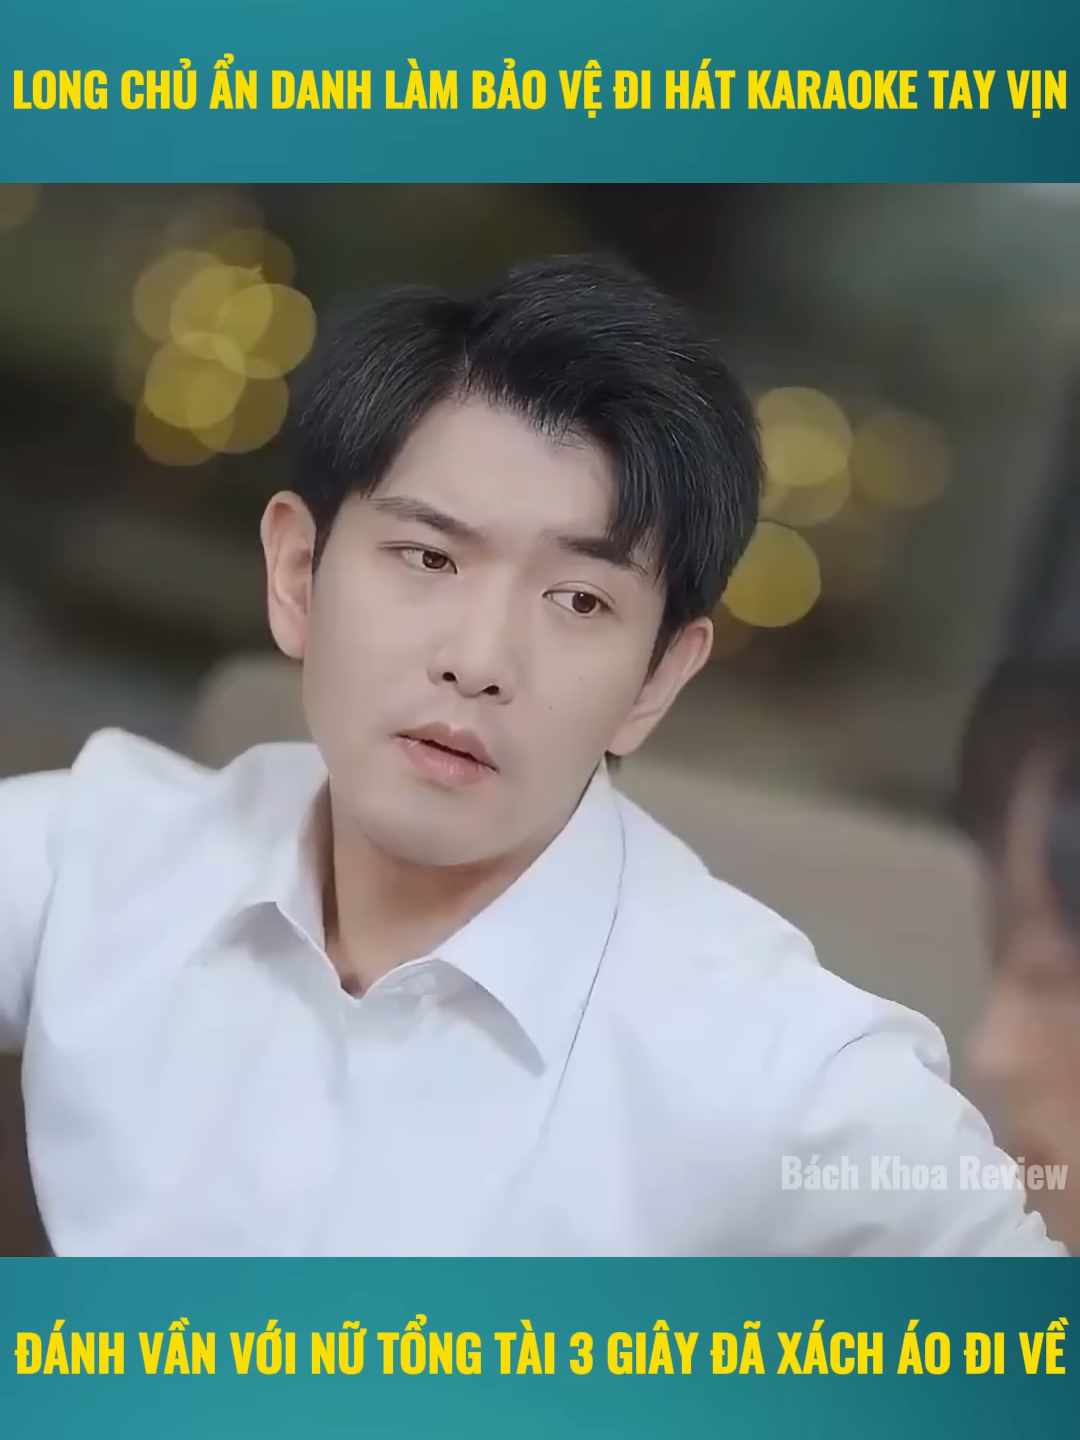 LONG CHỦ ẨN DANH LÀM BẢO VỆ ĐI HÁT KARAOKE TAY VỊN
Bách Khoa Review
ĐÁNH VẦN VỚI NỮ TỔNG TÀI 3 GIÂY ĐÃ XÁCH ÁO ĐI VỀ